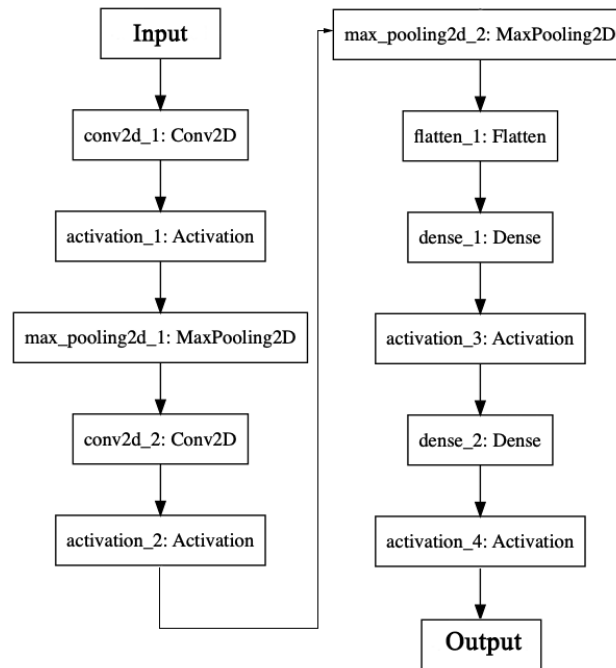 Input
conv2d_1: Conv2D
activation_1: Activation
max_pooling2d_1: MaxPooling2D
conv2d_2: Conv2D
activation_2: Activation
max_pooling2d_2: MaxPooling2D
flatten_1: Flatten
dense_1: Dense
activation_3: Activation
dense_2: Dense
activation_4: Activation
Output